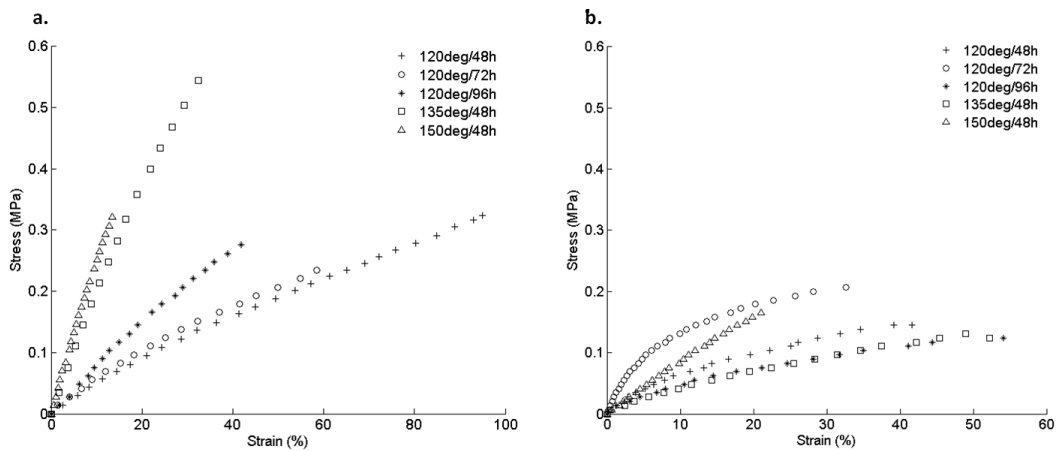 a.
0.6
0.5
0.4
0.3
0.2
0.1
0
0
20
40
60
80
100
Stress (MPa)
Strain (%)
120deg/48h
120deg/72h
120deg/96h
135deg/48h
150deg/48h
b.
0.6
0.5
0.4
0.3
0.2
0.1
0
0
10
20
30
40
50
60
Stress (MPa)
Strain (%)
120deg/48h
120deg/72h
120deg/96h
135deg/48h
150deg/48h